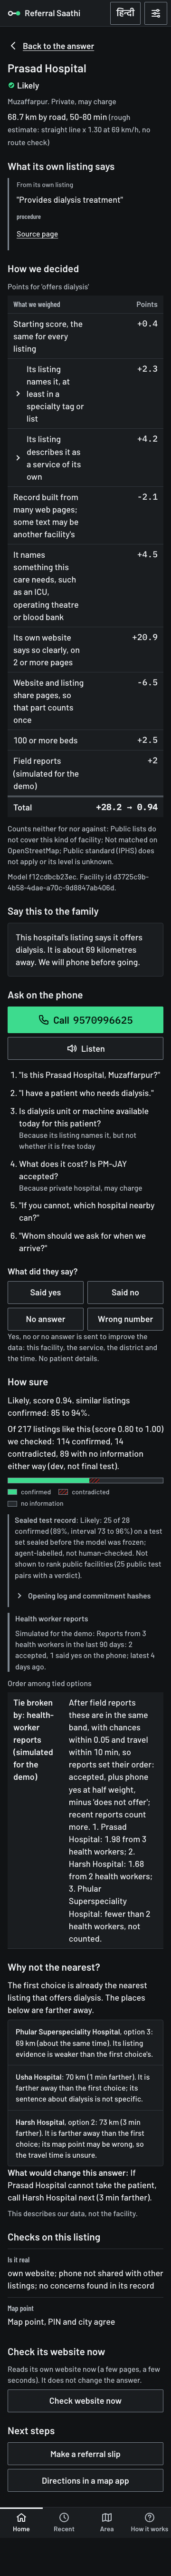 Referral Saathi
हिन्दी
Back to the answer
Prasad Hospital
Likely
Muzaffarpur. Private, may charge
68.7 km by road, 50-80 min (rough
estimate: straight line x 1.30 at 69 km/h, no
route check)
What its own listing says
From its own listing
"Provides dialysis treatment"
procedure
Source page
How we decided
Points for 'offers dialysis'
What we weighed Points
Starting score, the +0.4
same for every
listing
Its listing +2.3
names it, at
least in a
specialty tag or
list
Its listing +4.2
describes it as
a service of its
own
Record built from -2.1
many web pages;
some text may be
another facility's
It names +4.5
something this
care needs, such
as an ICU,
operating theatre
or blood bank
Its own website +20.9
says so clearly, on
2 or more pages
Website and listing -6.5
share pages, so
that part counts
once
100 or more beds +2.5
Field reports +2
(simulated for the
demo)
Total +28.2 → 0.94
Counts neither for nor against: Public lists do
not cover this kind of facility; Not matched on
OpenStreetMap; Public standard (IPHS) does
not apply or its level is unknown.
Model f12cdbcb23ec. Facility id d3725c9b-
4b58-4dae-a70c-9d8847ab406d.
Say this to the family
This hospital's listing says it offers
dialysis. It is about 69 kilometres
away. We will phone before going.
Ask on the phone
Call 9570996625
Listen
1. "Is this Prasad Hospital, Muzaffarpur?"
2. "I have a patient who needs dialysis."
3. Is dialysis unit or machine available
today for this patient?
Because its listing names it, but not
whether it is free today
4. What does it cost? Is PM-JAY
accepted?
Because private hospital, may charge
5. "If you cannot, which hospital nearby
can?"
6. "Whom should we ask for when we
arrive?"
What did they say?
Said yes
Said no
No answer
Wrong number
Yes, no or no answer is sent to improve the
data: this facility, the service, the district and
the time. No patient details.
How sure
Likely, score 0.94. similar listings
confirmed: 85 to 94%.
Of 217 listings like this (score 0.80 to 1.00)
we checked: 114 confirmed, 14
contradicted, 89 with no information
either way (dev, not final test).
confirmed contradicted
no information
Sealed test record: Likely: 25 of 28
confirmed (89%, interval 73 to 96%) on a test
set sealed before the model was frozen;
agent-labelled, not human-checked. Not
shown to rank public facilities (25 public test
pairs with a verdict).
Opening log and commitment hashes
Health worker reports
Simulated for the demo: Reports from 3
health workers in the last 90 days: 2
accepted, 1 said yes on the phone; latest 4
days ago.
Order among tied options
Tie broken
by: health-
worker
reports
(simulated
for the
demo)
After field reports
these are in the same
band, with chances
within 0.05 and travel
within 10 min, so
reports set their order:
accepted, plus phone
yes at half weight,
minus 'does not offer';
recent reports count
more. 1. Prasad
Hospital: 1.98 from 3
health workers; 2.
Harsh Hospital: 1.68
from 2 health workers;
3. Phular
Superspeciality
Hospital: fewer than 2
health workers, not
counted.
Why not the nearest?
The first choice is already the nearest
listing that offers dialysis. The places
below are farther away.
Phular Superspeciality Hospital, option 3:
69 km (about the same time). Its listing
evidence is weaker than the first choice's.
Usha Hospital: 70 km (1 min farther). It is
farther away than the first choice; its
sentence about dialysis is not specific.
Harsh Hospital, option 2: 73 km (3 min
farther). It is farther away than the first
choice; its map point may be wrong, so
the travel time is unsure.
What would change this answer: If
Prasad Hospital cannot take the patient,
call Harsh Hospital next (3 min farther).
This describes our data, not the facility.
Checks on this listing
Is it real
own website; phone not shared with other
listings; no concerns found in its record
Map point
Map point, PIN and city agree
Check its website now
Reads its own website now (a few pages, a few
seconds). It does not change the answer.
Check website now
Next steps
Make a referral slip
Directions in a map app
Home
Recent
Area
How it works